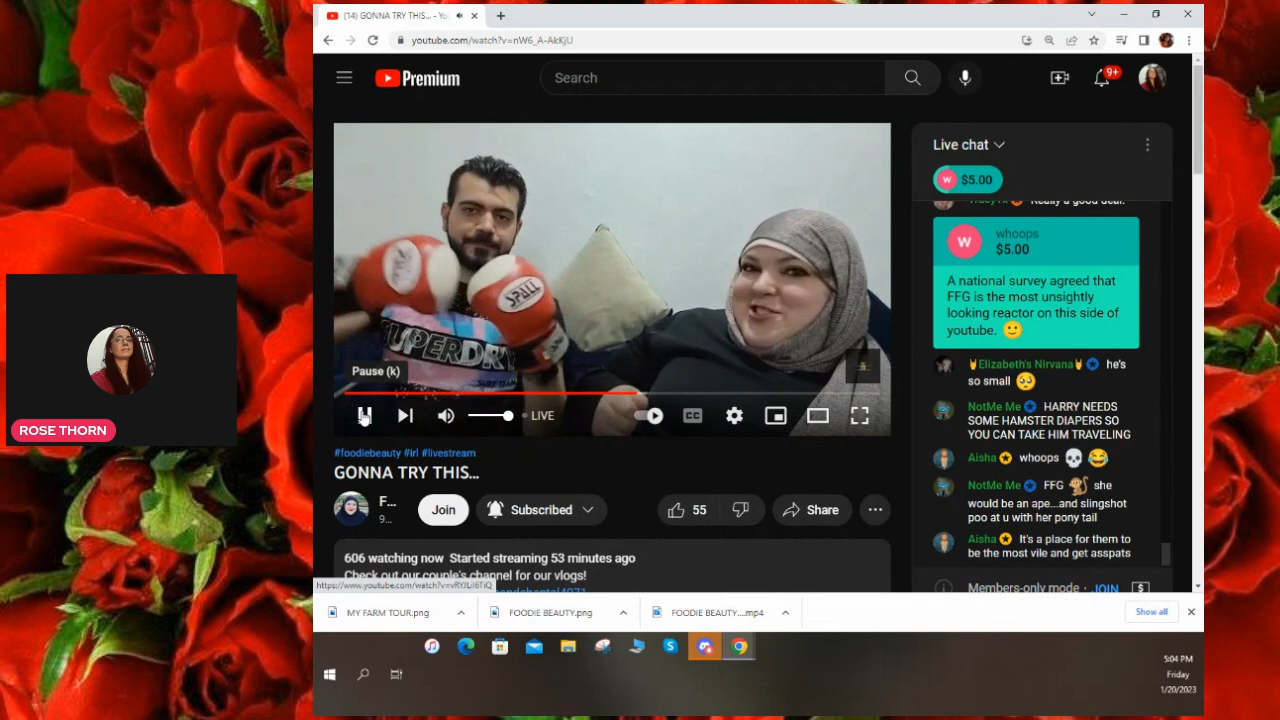 (14) GONNA TRY THIS... - Yo
youtube.com/watch?v=nW6_A-AkKjU
Premium
Search
9+
Live chat
W $5.00
Really a good deal.
W whoops
$5.00
A national survey agreed that
FFG is the most unsightly
looking reactor on this side of
youtube. 🙂
🤘Elizabeth's Nirvana🤘 he's
so small 🥺
NotMe Me HARRY NEEDS
SOME HAMSTER DIAPERS SO
YOU CAN TAKE HIM TRAVELING
Aisha whoops 💀 😂
NotMe Me FFG 🐒 she
would be an ape...and slingshot
poo at u with her pony tail
Aisha It's a place for them to
be the most vile and get asspats
Members-only mode JOIN $
SPALL
SUPERDRY
Pause (k)
LIVE
CC
#foodiebeauty #irl #livestream
GONNA TRY THIS...
F...
9...
Join
Subscribed
55
Share
606 watching now Started streaming 53 minutes ago
Check out our couple's channel for our vlogs!
MY FARM TOUR.png
FOODIE BEAUTY.png
FOODIE BEAUTY....mp4
Show all
5:04 PM
Friday
1/20/2023
ROSE THORN